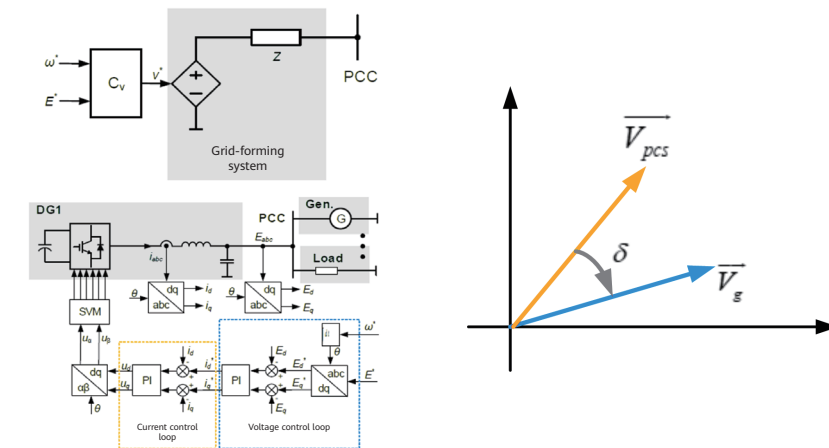 ω*
E*
Cv
v*
Z
PCC
Grid-forming
system
Vpcs
δ
Vg
DG1
PCC
Gen.
G
Load
iabc
Eabc
θ
dq
abc
id
iq
θ
dq
abc
Ed
Eq
SVM
uα
uβ
dq
αβ
θ
ud
uq
PI
id
id*
iq*
iq
PI
Ed
Ed*
Eq*
Eq
θ
abc
dq
ω*
E*
Current control
loop
Voltage control loop